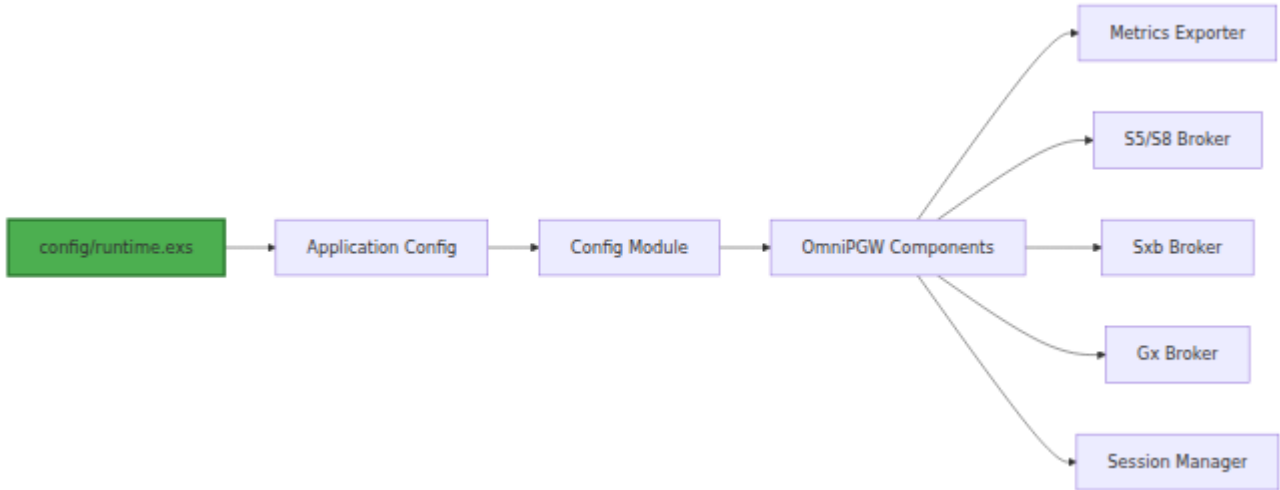 Metrics Exporter
S5/S8 Broker
config/runtime.exs
Application Config
Config Module
OmniPGW Components
Sxb Broker
Gx Broker
Session Manager